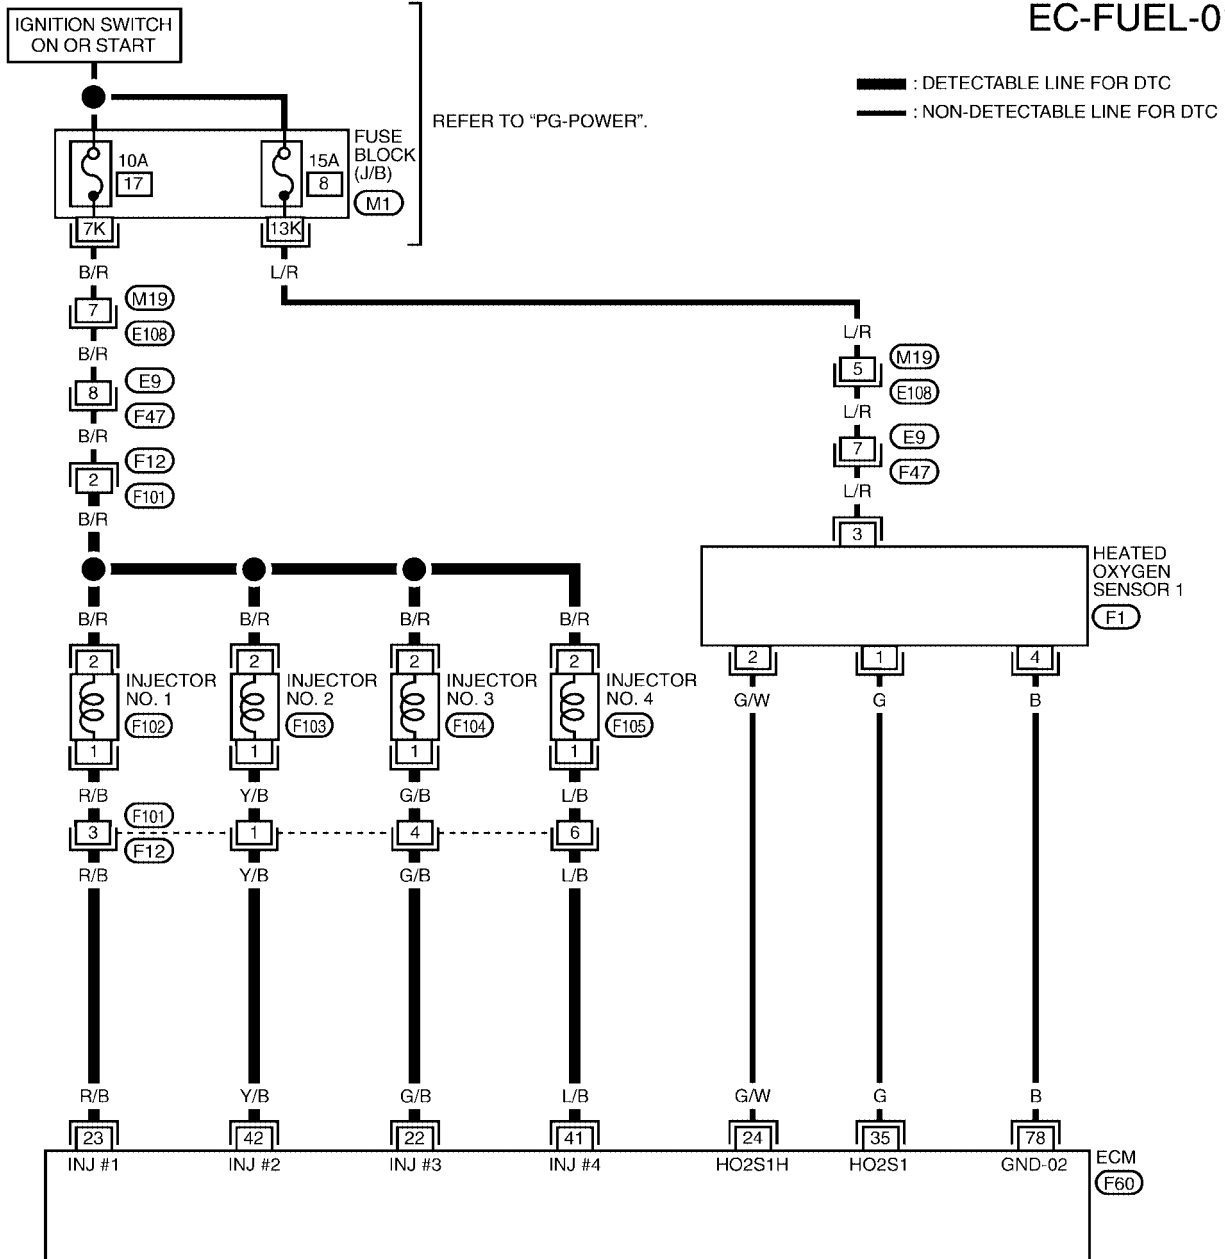 EC-FUEL-0
IGNITION SWITCH
ON OR START
: DETECTABLE LINE FOR DTC
: NON-DETECTABLE LINE FOR DTC
REFER TO “PG-POWER”.
FUSE
BLOCK
(J/B)
M1
10A
17
15A
8
7K
13K
B/R
L/R
7
M19
E108
B/R
8
E9
F47
B/R
2
F12
F101
B/R
L/R
5
M19
E108
L/R
7
E9
F47
L/R
3
HEATED
OXYGEN
SENSOR 1
F1
B/R B/R B/R B/R
2 2 2 2
INJECTOR
NO. 1
F102
INJECTOR
NO. 2
F103
INJECTOR
NO. 3
F104
INJECTOR
NO. 4
F105
1 1 1 1
2 1 4
G/W G B
R/B Y/B G/B L/B
3 F101 F12 1 4 6
R/B Y/B G/B L/B
R/B Y/B G/B L/B G/W G B
23 42 22 41 24 35 78
INJ #1 INJ #2 INJ #3 INJ #4 HO2S1H HO2S1 GND-02
ECM
F60